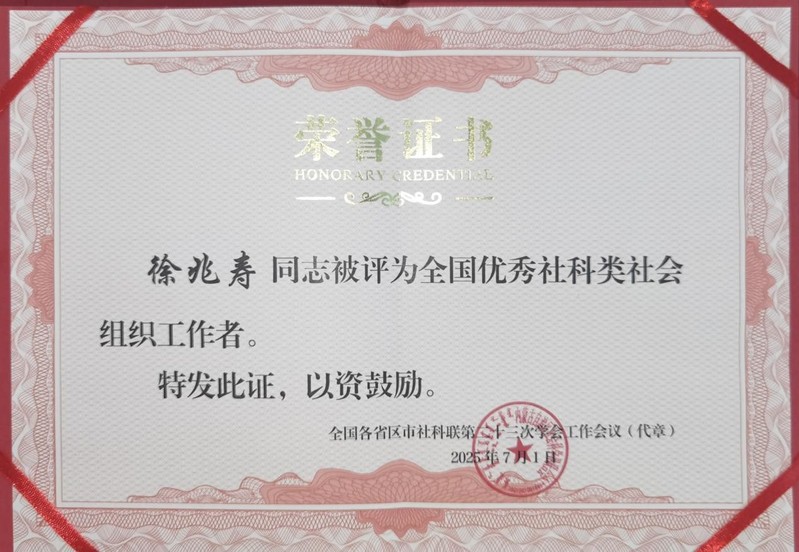 荣誉证书
HONORARY CREDENTIAL
徐兆寿 同志被评为全国优秀社科类社会
组织工作者。
特发此证，以资鼓励。
全国各省区市社科联第二十三次学会工作会议（代章）
2025年7月1日